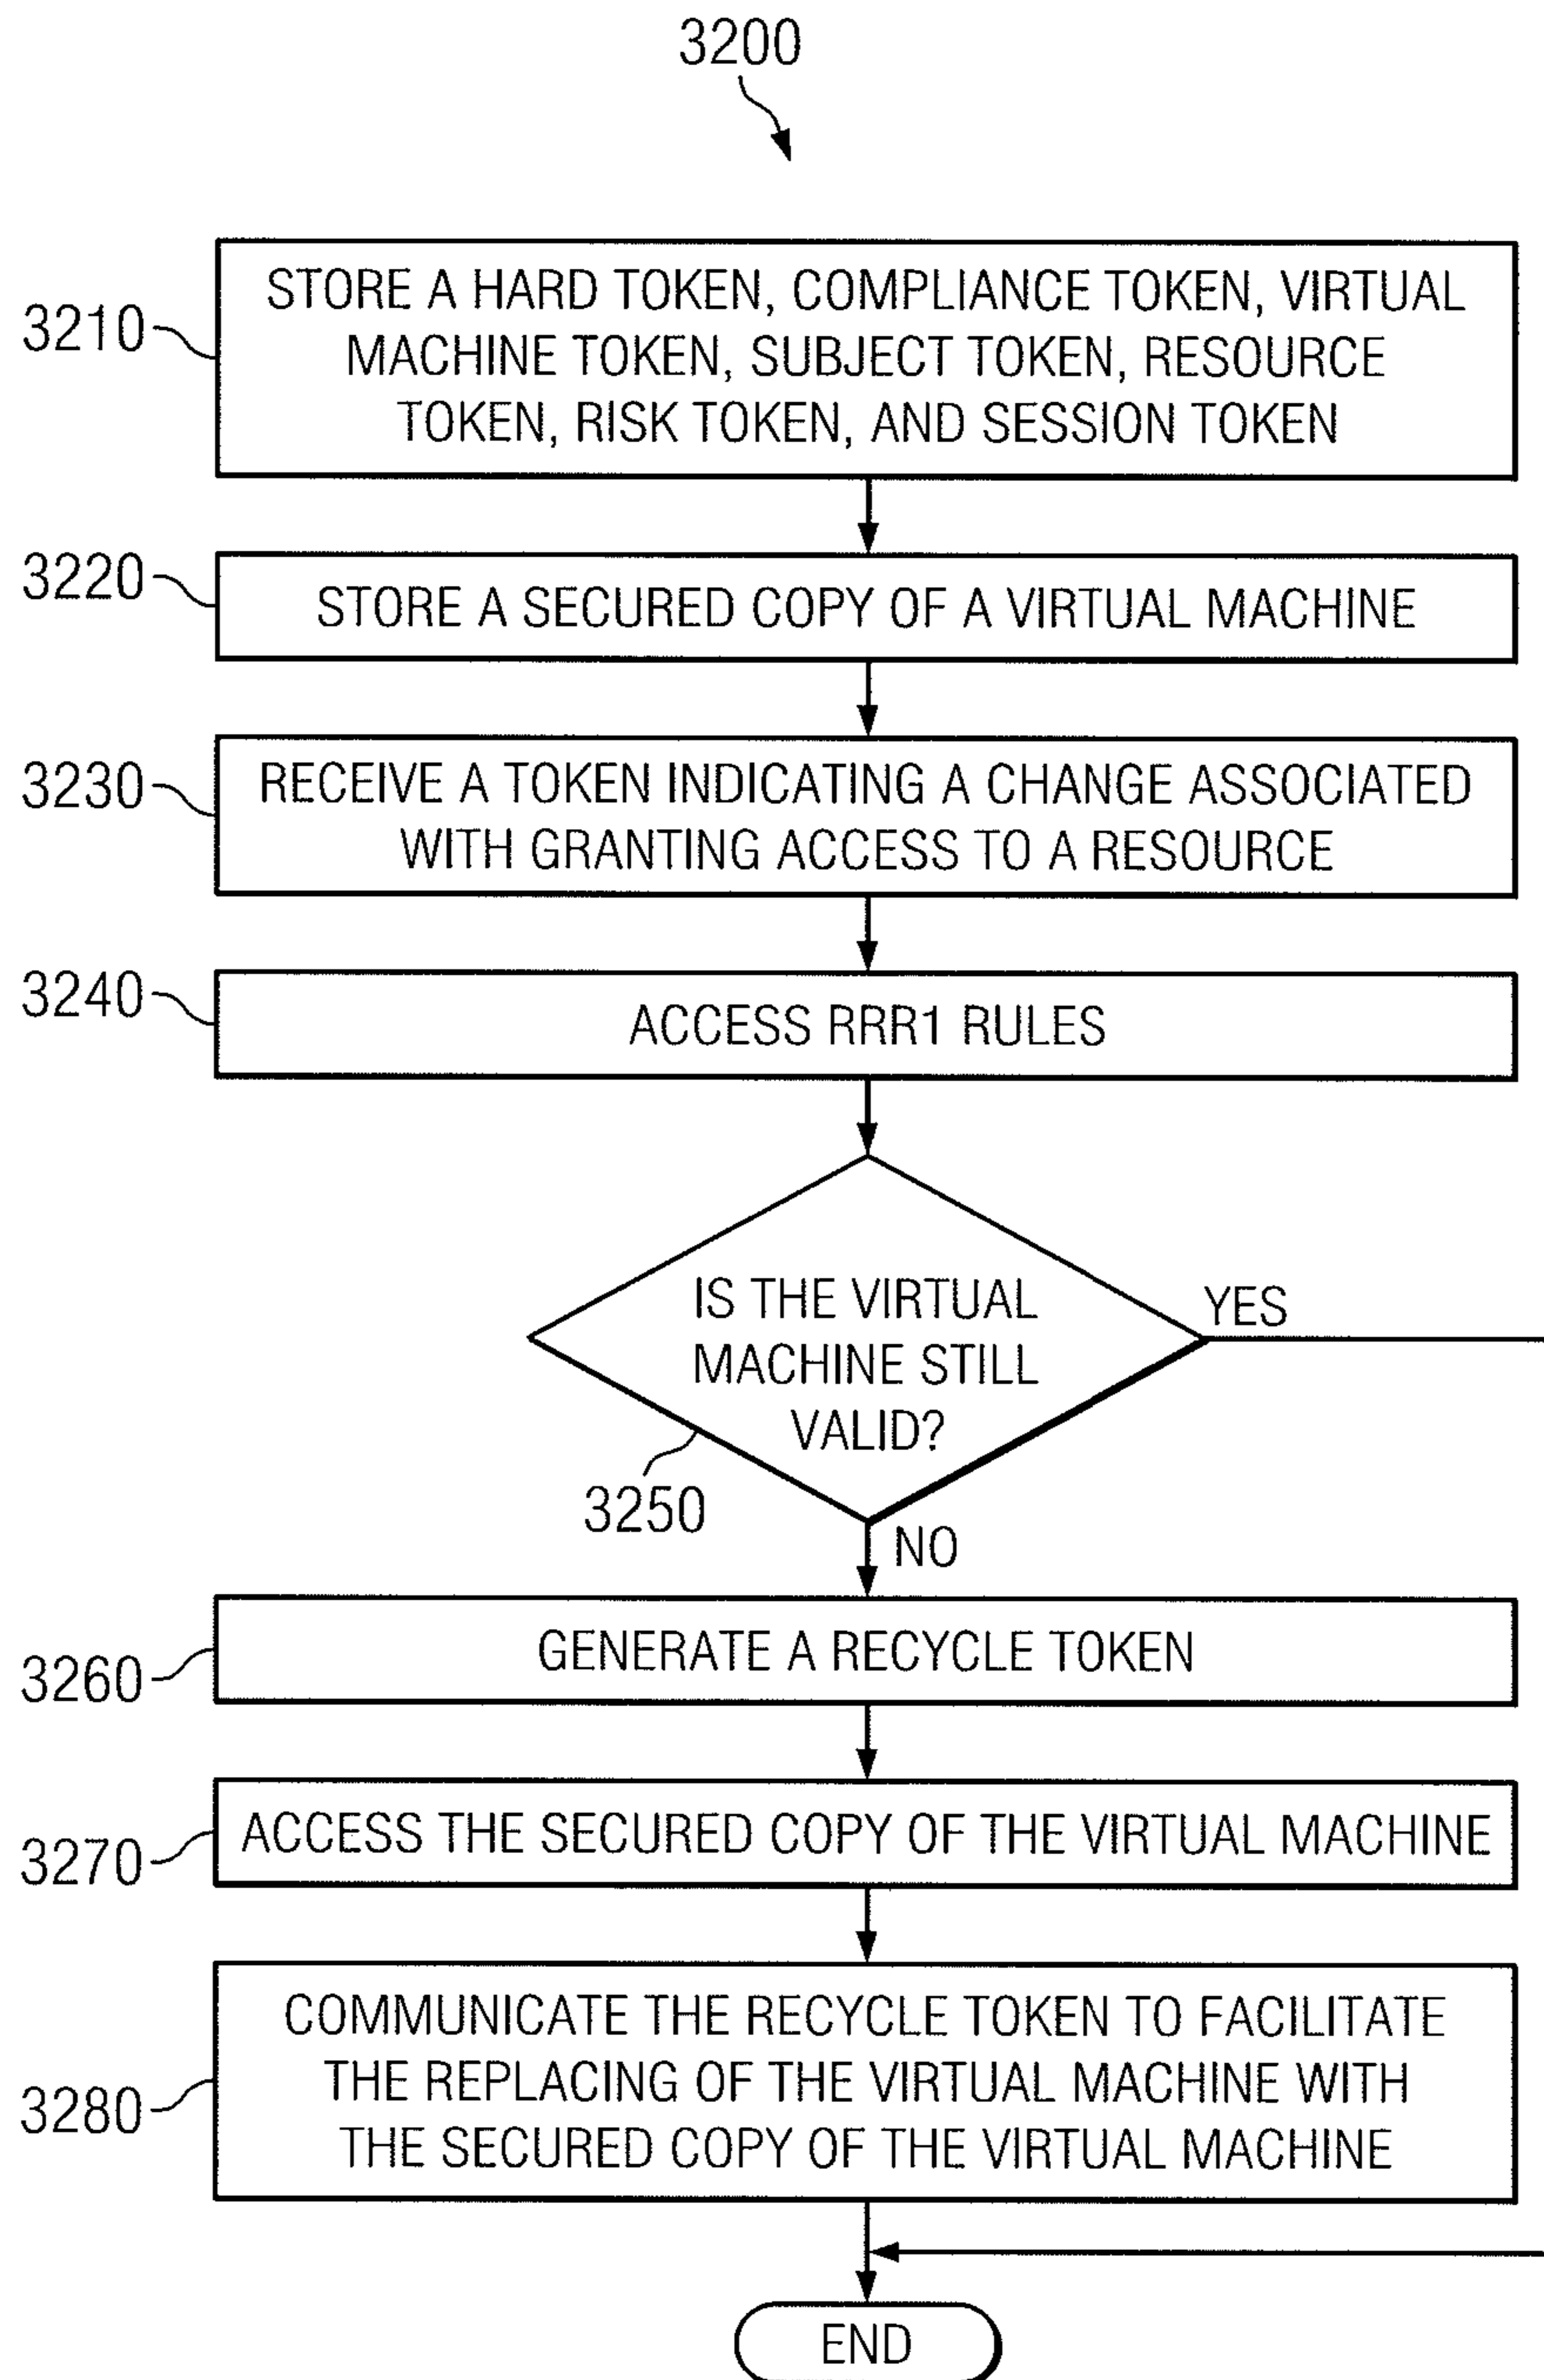 3200
3210
STORE A HARD TOKEN, COMPLIANCE TOKEN, VIRTUAL
MACHINE TOKEN, SUBJECT TOKEN, RESOURCE
TOKEN, RISK TOKEN, AND SESSION TOKEN
3220
STORE A SECURED COPY OF A VIRTUAL MACHINE
3230
RECEIVE A TOKEN INDICATING A CHANGE ASSOCIATED
WITH GRANTING ACCESS TO A RESOURCE
3240
ACCESS RRR1 RULES
IS THE VIRTUAL
MACHINE STILL
VALID?
YES
3250
NO
3260
GENERATE A RECYCLE TOKEN
3270
ACCESS THE SECURED COPY OF THE VIRTUAL MACHINE
3280
COMMUNICATE THE RECYCLE TOKEN TO FACILITATE
THE REPLACING OF THE VIRTUAL MACHINE WITH
THE SECURED COPY OF THE VIRTUAL MACHINE
END